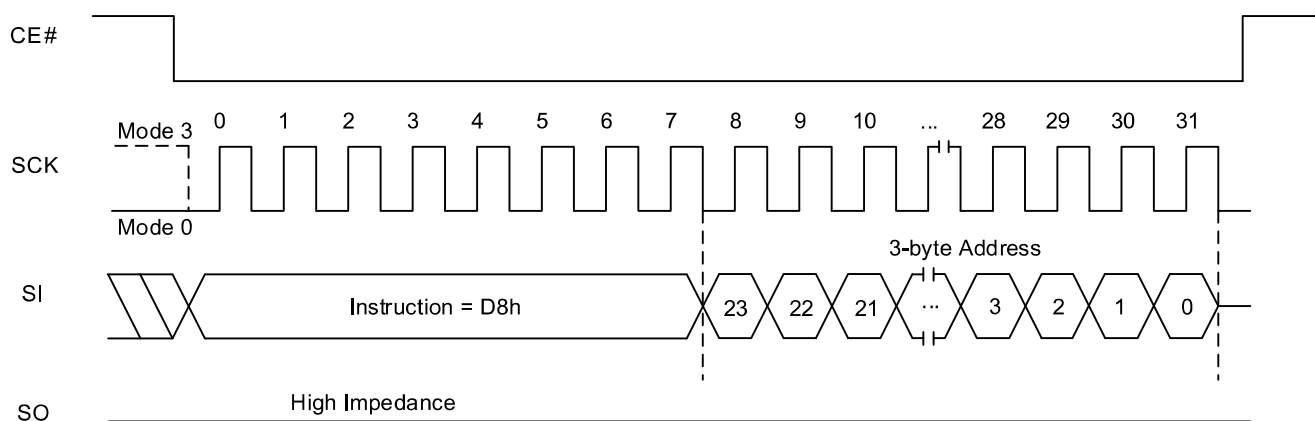 CE#
0 1 2 3 4 5 6 7 8 9 10 ... 28 29 30 31
Mode 3
SCK
Mode 0
3-byte Address
SI
Instruction = D8h
23 22 21 ... 3 2 1 0
High Impedance
SO